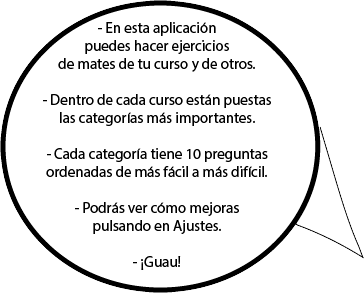 - En esta aplicación
puedes hacer ejercicios
de mates de tu curso y de otros.
- Dentro de cada curso están puestas
las categorías más importantes.
- Cada categoría tiene 10 preguntas
ordenadas de más fácil a más difícil.
- Podrás ver cómo mejoras
pulsando en Ajustes.
- ¡Guau!